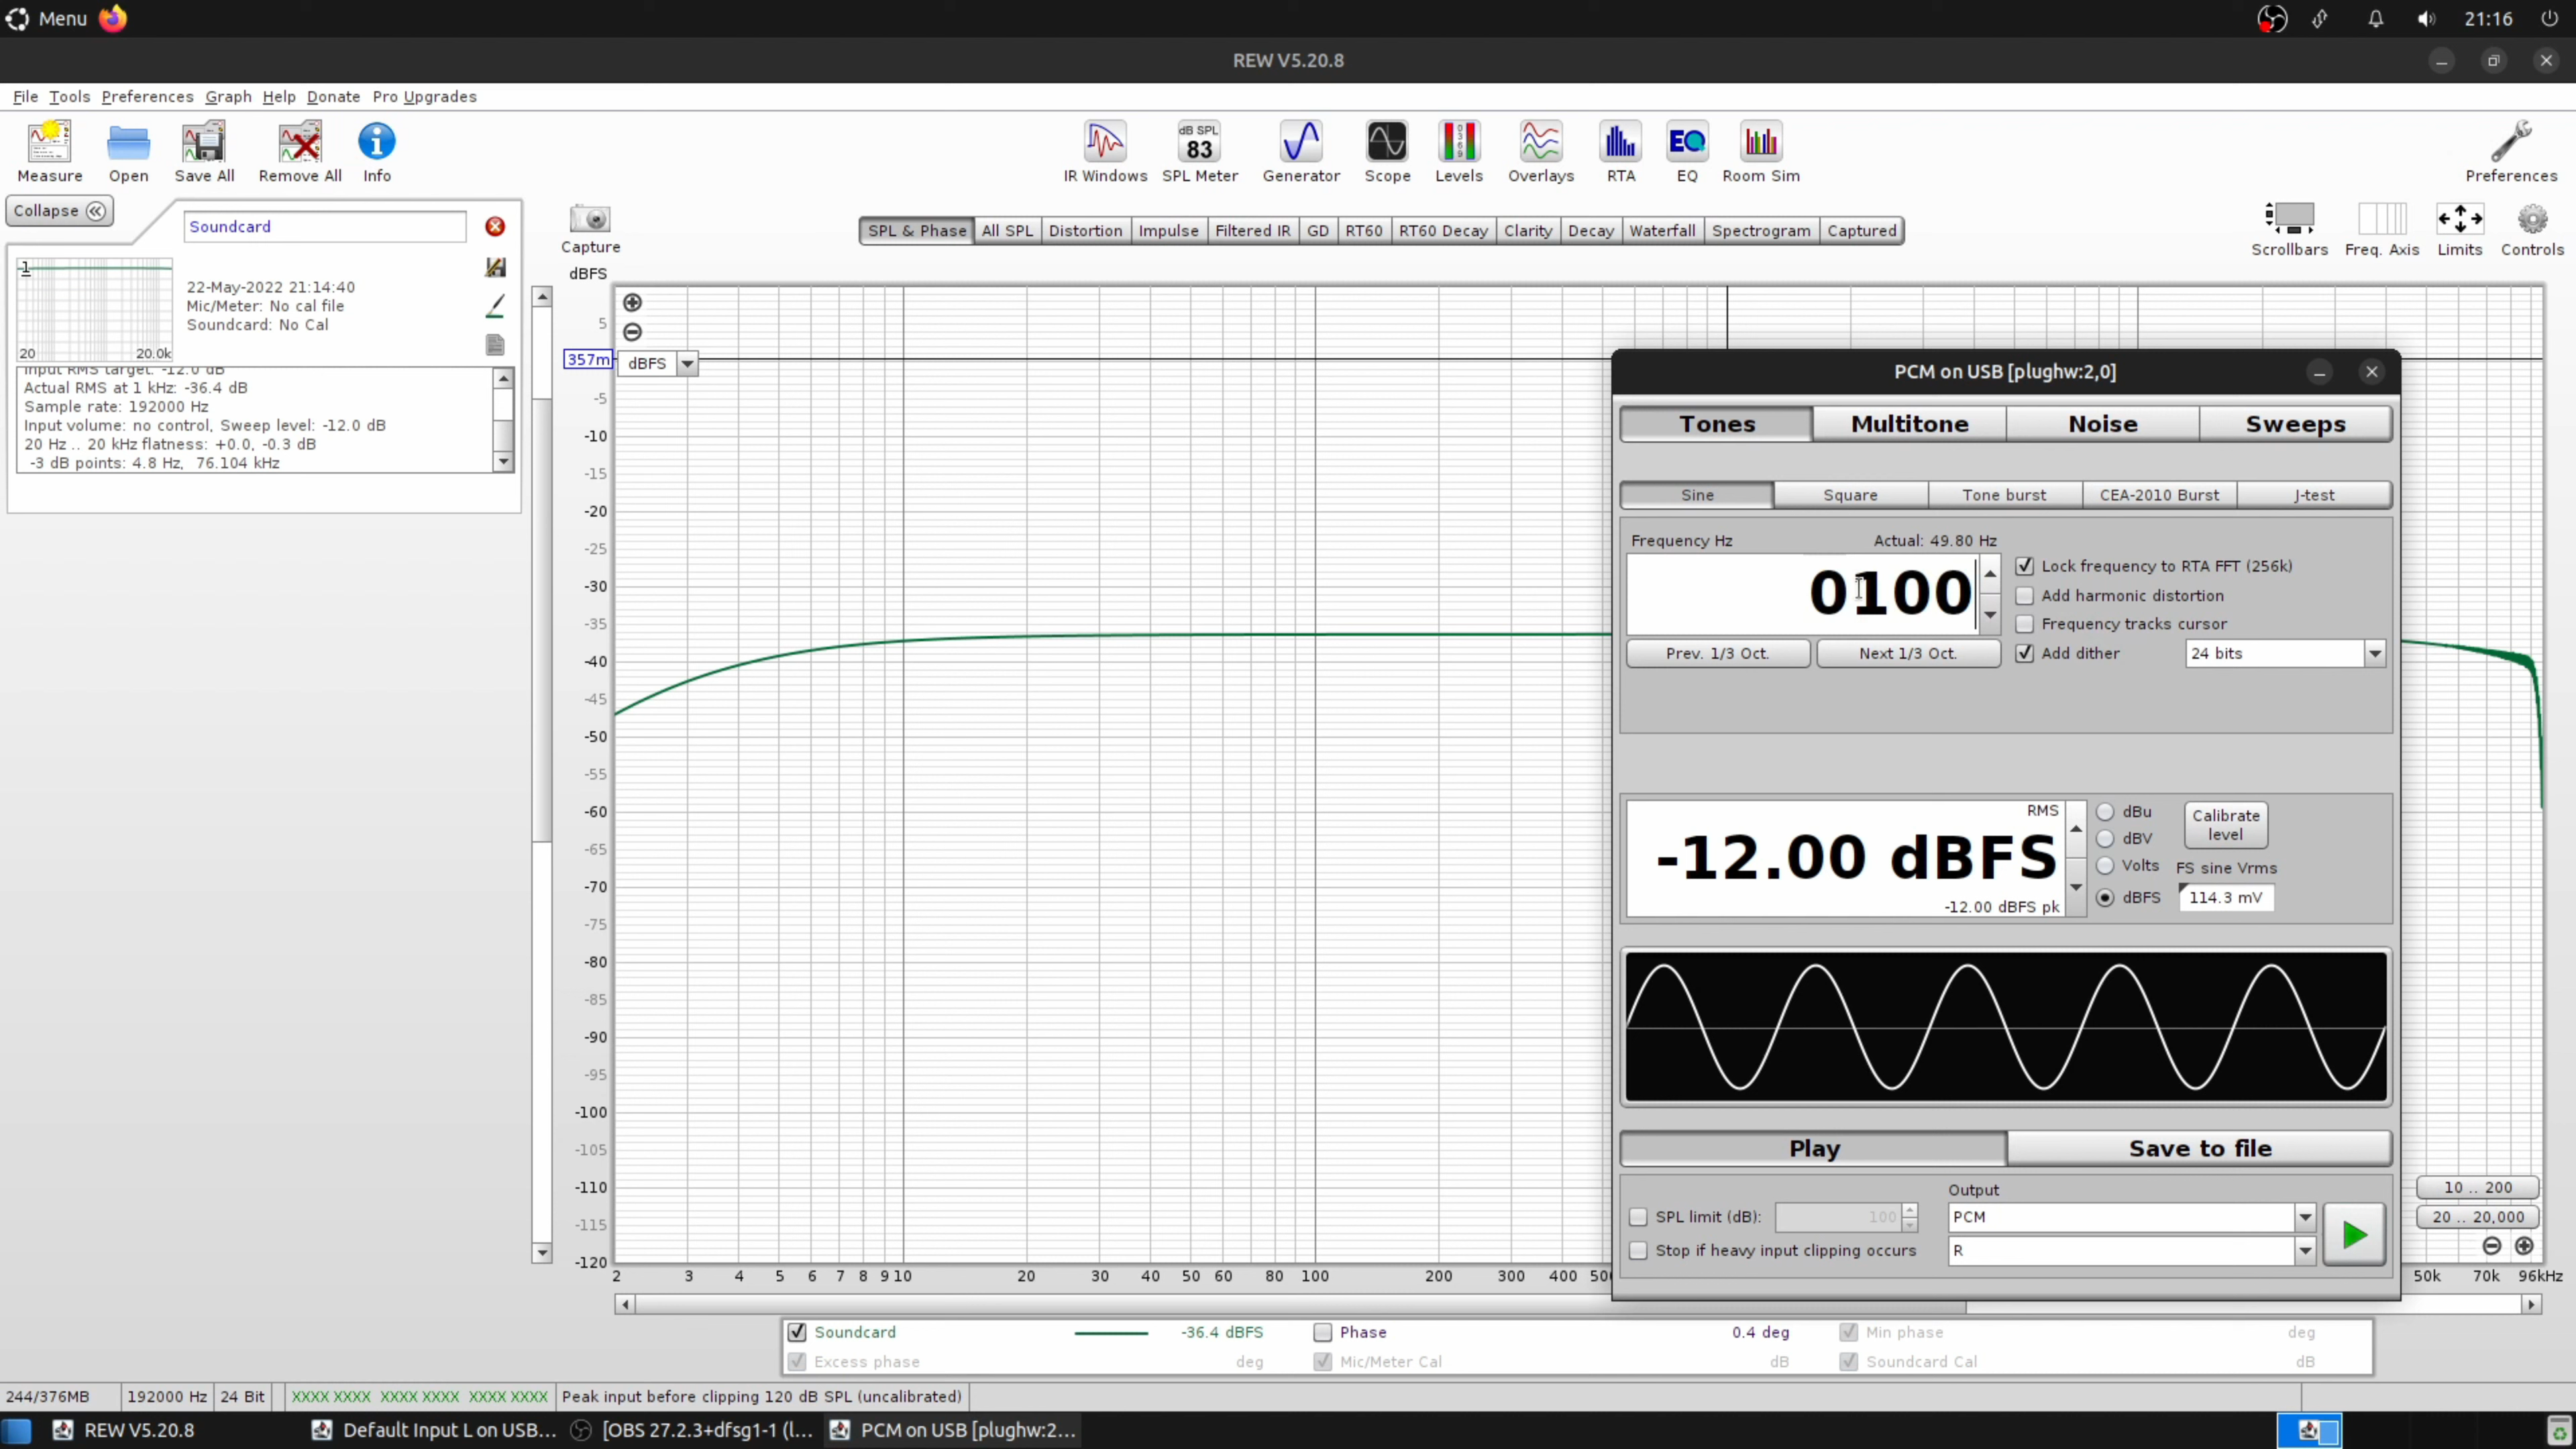 Menu
21:16
REW V5.20.8
File Tools Preferences Graph Help Donate Pro Upgrades
dB SPL
83
EQ
Measure Open Save All Remove All Info
IR Windows SPL Meter Generator Scope Levels Overlays RTA EQ Room Sim
Preferences
Collapse
Soundcard
Capture
SPL & Phase All SPL Distortion Impulse Filtered IR GD RT60 RT60 Decay Clarity Decay Waterfall Spectrogram Captured
Scrollbars Freq. Axis Limits Controls
1
20 20.0k
22-May-2022 21:14:40
Mic/Meter: No cal file
Soundcard: No Cal
Input RMS target: -12.0 dB
Actual RMS at 1 kHz: -36.4 dB
Sample rate: 192000 Hz
Input volume: no control, Sweep level: -12.0 dB
20 Hz .. 20 kHz flatness: +0.0, -0.3 dB
-3 dB points: 4.8 Hz, 76.104 kHz
dBFS
5
357m
dBFS
-5
-10
-15
-20
-25
-30
-35
-40
-45
-50
-55
-60
-65
-70
-75
-80
-85
-90
-95
-100
-105
-110
-115
-120
2 3 4 5 6 7 8 9 10 20 30 40 50 60 80 100 200 300 400 50k 70k 96kHz
PCM on USB [plughw:2,0]
Tones Multitone Noise Sweeps
Sine Square Tone burst CEA-2010 Burst J-test
Frequency Hz Actual: 49.80 Hz
0100
Lock frequency to RTA FFT (256k)
Add harmonic distortion
Frequency tracks cursor
Prev. 1/3 Oct. Next 1/3 Oct. Add dither 24 bits
RMS
-12.00 dBFS
-12.00 dBFS pk
dBu
dBV
Volts
dBFS
Calibrate
level
FS sine Vrms
114.3 mV
Play Save to file
Output
SPL limit (dB): 100 PCM
Stop if heavy input clipping occurs R
10 .. 200
20 .. 20,000
Soundcard -36.4 dBFS Phase 0.4 deg Min phase deg
Excess phase deg Mic/Meter Cal dB Soundcard Cal dB
244/376MB 192000 Hz 24 Bit XXXX XXXX XXXX XXXX XXXX XXXX Peak input before clipping 120 dB SPL (uncalibrated)
REW V5.20.8 Default Input L on USB... [OBS 27.2.3+dfsg1-1 (l... PCM on USB [plughw:2...